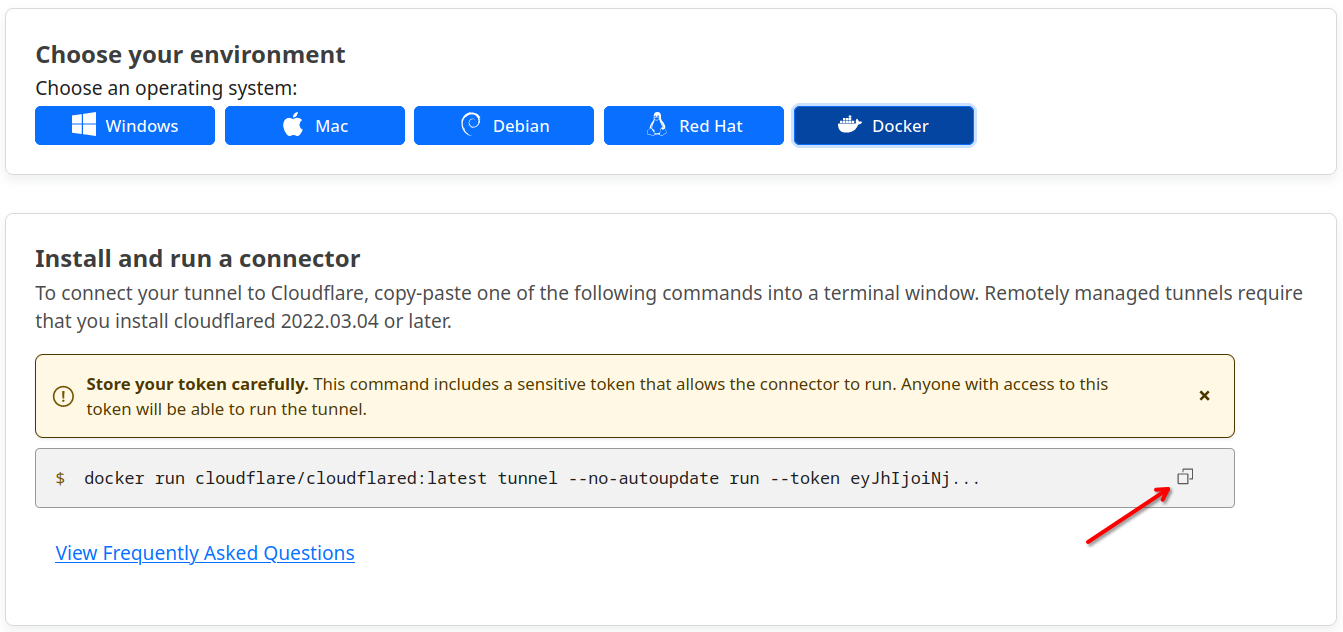 Choose your environment
Choose an operating system:
Windows
Mac
Debian
Red Hat
Docker
Install and run a connector
To connect your tunnel to Cloudflare, copy-paste one of the following commands into a terminal window. Remotely managed tunnels require
that you install cloudflared 2022.03.04 or later.
Store your token carefully. This command includes a sensitive token that allows the connector to run. Anyone with access to this
token will be able to run the tunnel.
$ docker run cloudflare/cloudflared:latest tunnel --no-autoupdate run --token eyJhIjoiNj...
View Frequently Asked Questions